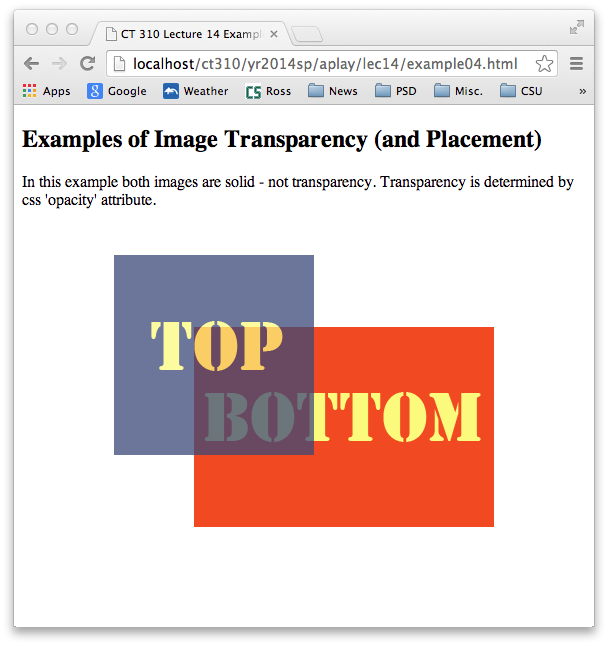 CT 310 Lecture 14 Exampl
localhost/ct310/yr2014sp/aplay/lec14/example04.html
Apps Google Weather Ross News PSD Misc. CSU »
Examples of Image Transparency (and Placement)
In this example both images are solid - not transparency. Transparency is determined by
css 'opacity' attribute.
TOP
BOTTOM